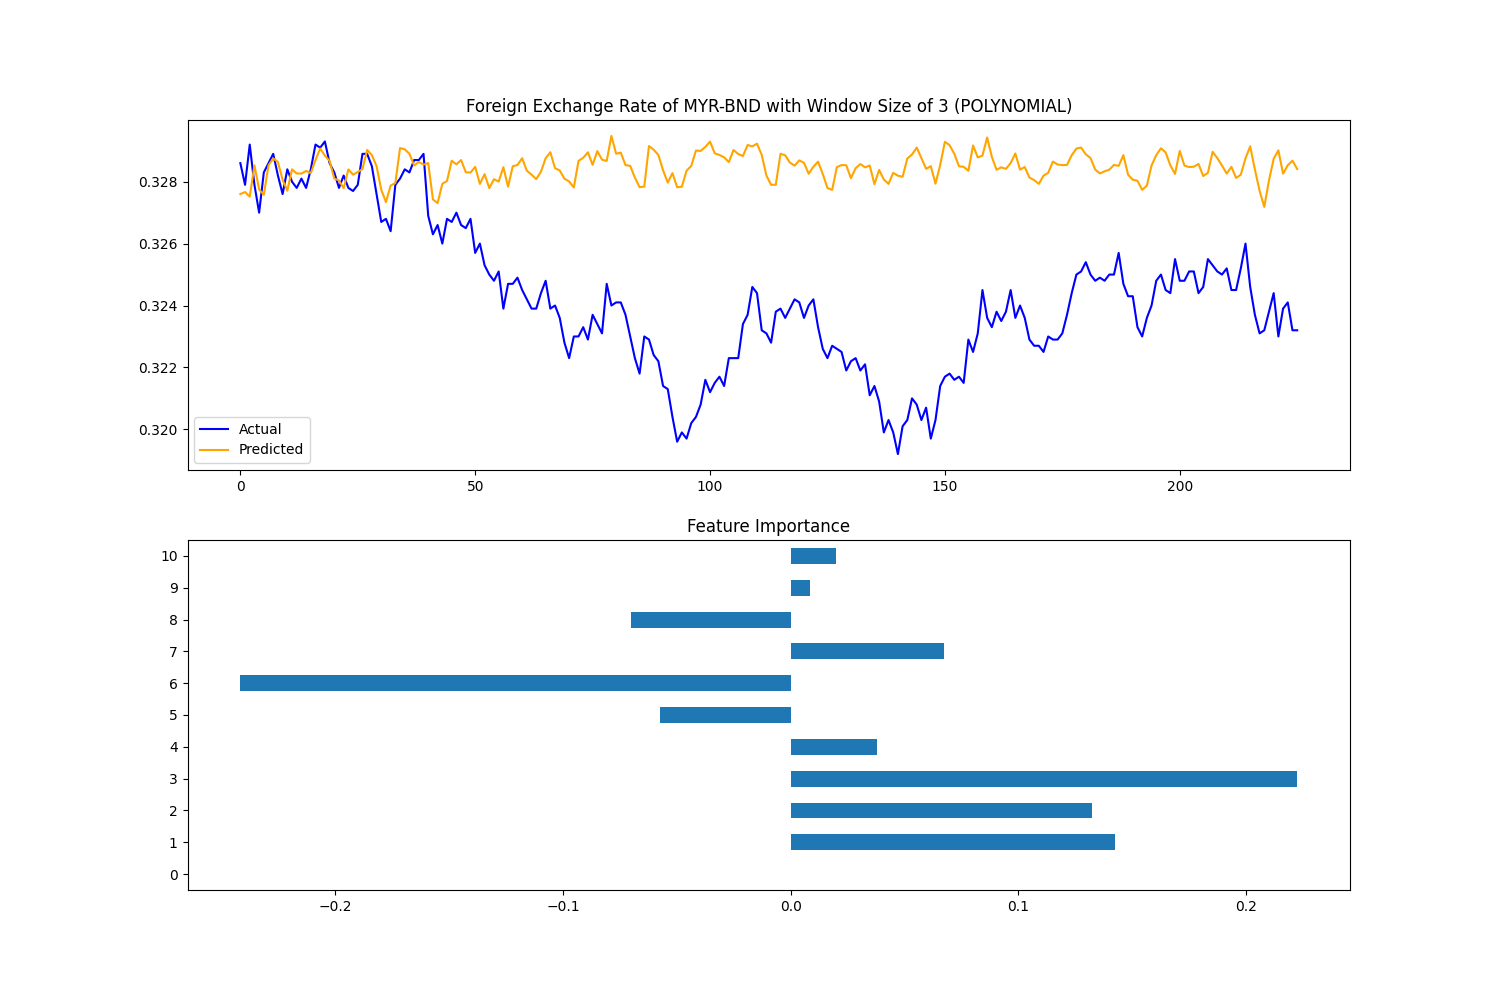 Foreign Exchange Rate of MYR-BND with Window Size of 3 (POLYNOMIAL)
0.328
0.326
0.324
0.322
0.320
Actual
Predicted
0 50 100 150 200
Feature Importance
10
9
8
7
6
5
4
3
2
1
0
−0.2 −0.1 0.0 0.1 0.2